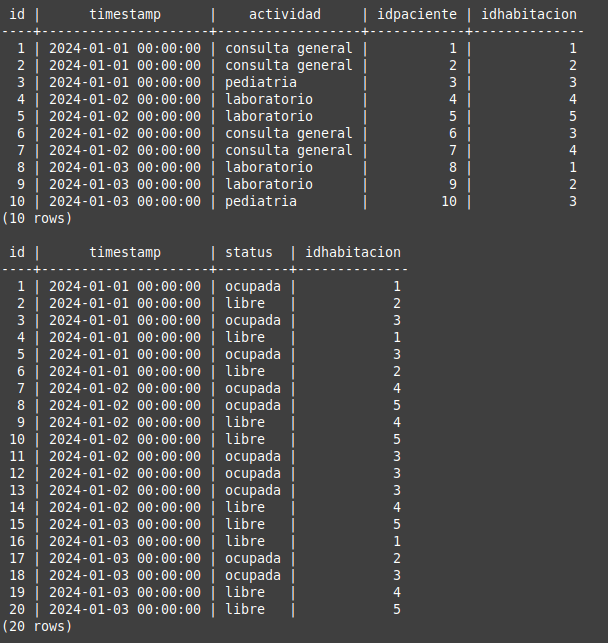 id |      timestamp      |    actividad     | idpaciente | idhabitacion
----+---------------------+------------------+------------+--------------
  1 | 2024-01-01 00:00:00 | consulta general |          1 |            1
  2 | 2024-01-01 00:00:00 | consulta general |          2 |            2
  3 | 2024-01-01 00:00:00 | pediatria        |          3 |            3
  4 | 2024-01-02 00:00:00 | laboratorio      |          4 |            4
  5 | 2024-01-02 00:00:00 | laboratorio      |          5 |            5
  6 | 2024-01-02 00:00:00 | consulta general |          6 |            3
  7 | 2024-01-02 00:00:00 | consulta general |          7 |            4
  8 | 2024-01-03 00:00:00 | laboratorio      |          8 |            1
  9 | 2024-01-03 00:00:00 | laboratorio      |          9 |            2
 10 | 2024-01-03 00:00:00 | pediatria        |         10 |            3
(10 rows)

 id |      timestamp      | status  | idhabitacion
----+---------------------+---------+--------------
  1 | 2024-01-01 00:00:00 | ocupada |            1
  2 | 2024-01-01 00:00:00 | libre   |            2
  3 | 2024-01-01 00:00:00 | ocupada |            3
  4 | 2024-01-01 00:00:00 | libre   |            1
  5 | 2024-01-01 00:00:00 | ocupada |            3
  6 | 2024-01-01 00:00:00 | libre   |            2
  7 | 2024-01-02 00:00:00 | ocupada |            4
  8 | 2024-01-02 00:00:00 | ocupada |            5
  9 | 2024-01-02 00:00:00 | libre   |            4
 10 | 2024-01-02 00:00:00 | libre   |            5
 11 | 2024-01-02 00:00:00 | ocupada |            3
 12 | 2024-01-02 00:00:00 | ocupada |            3
 13 | 2024-01-02 00:00:00 | ocupada |            3
 14 | 2024-01-02 00:00:00 | libre   |            4
 15 | 2024-01-03 00:00:00 | libre   |            5
 16 | 2024-01-03 00:00:00 | libre   |            1
 17 | 2024-01-03 00:00:00 | ocupada |            2
 18 | 2024-01-03 00:00:00 | ocupada |            3
 19 | 2024-01-03 00:00:00 | libre   |            4
 20 | 2024-01-03 00:00:00 | libre   |            5
(20 rows)